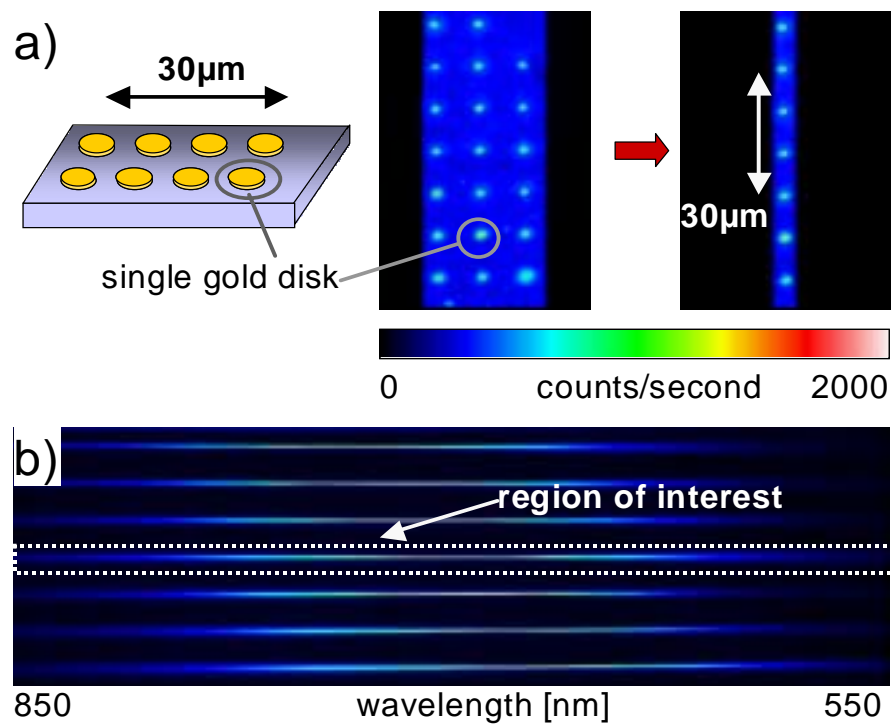 a)
30µm
30µm
single gold disk
0 counts/second 2000
b)
region of interest
850 wavelength [nm] 550